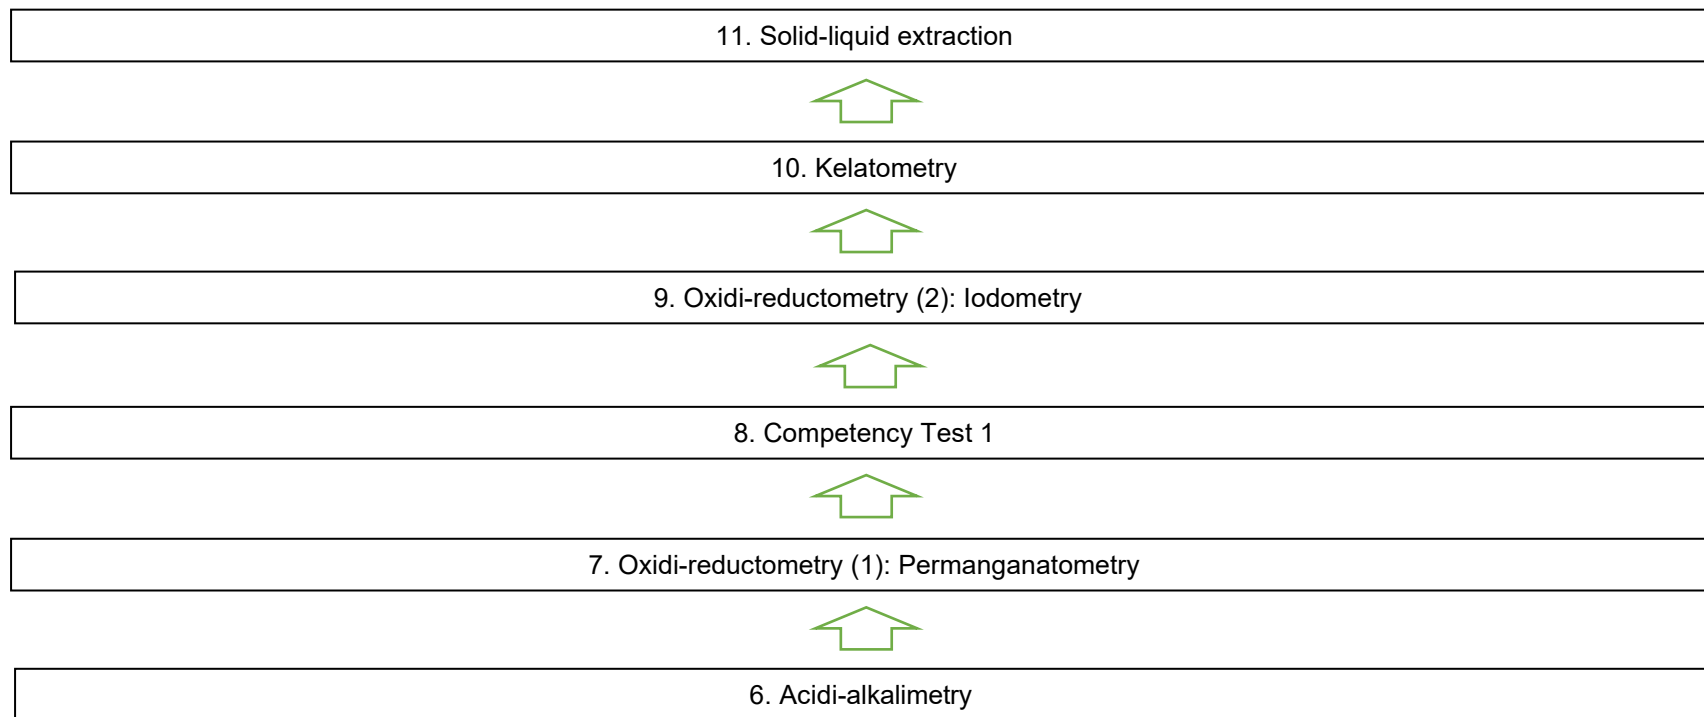 11. Solid-liquid extraction
10. Kelatometry
9. Oxidi-reductometry (2): Iodometry
8. Competency Test 1
7. Oxidi-reductometry (1): Permanganatometry
6. Acidi-alkalimetry